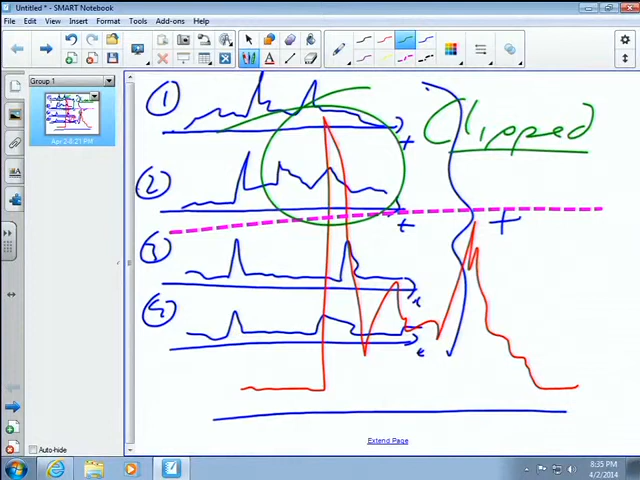 Untitled * - SMART Notebook
File Edit View Insert Format Tools Add-ons Help
Group 1
Apr 2-6:21 PM
Auto-hide
1
Clipped
t
2
t
+
3
4
t
Extend Page
8:35 PM
4/2/2014